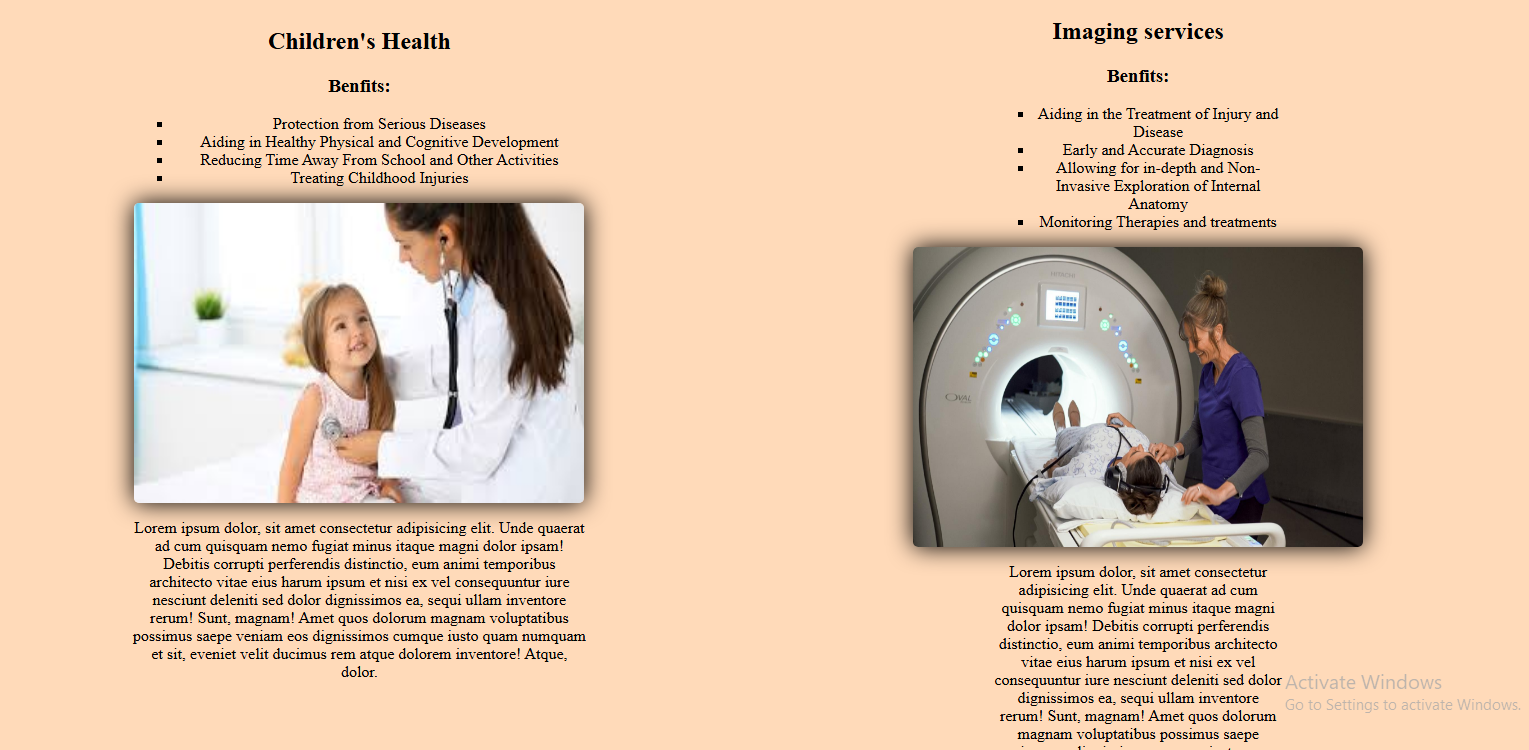 Children's Health
Benfits:
Protection from Serious Diseases
Aiding in Healthy Physical and Cognitive Development
Reducing Time Away From School and Other Activities
Treating Childhood Injuries
Lorem ipsum dolor, sit amet consectetur adipisicing elit. Unde quaerat
ad cum quisquam nemo fugiat minus itaque magni dolor ipsam!
Debitis corrupti perferendis distinctio, eum animi temporibus
architecto vitae eius harum ipsum et nisi ex vel consequuntur iure
nesciunt deleniti sed dolor dignissimos ea, sequi ullam inventore
rerum! Sunt, magnam! Amet quos dolorum magnam voluptatibus
possimus saepe veniam eos dignissimos cumque iusto quam numquam
et sit, eveniet velit ducimus rem atque dolorem inventore! Atque,
dolor.
Imaging services
Benfits:
Aiding in the Treatment of Injury and
Disease
Early and Accurate Diagnosis
Allowing for in-depth and Non-
Invasive Exploration of Internal
Anatomy
Monitoring Therapies and treatments
HITACHI
OVAL
Lorem ipsum dolor, sit amet consectetur
adipisicing elit. Unde quaerat ad cum
quisquam nemo fugiat minus itaque magni
dolor ipsam! Debitis corrupti perferendis
distinctio, eum animi temporibus architecto
vitae eius harum ipsum et nisi ex vel
consequuntur iure nesciunt deleniti sed dolor
dignissimos ea, sequi ullam inventore
rerum! Sunt, magnam! Amet quos dolorum
magnam voluptatibus possimus saepe
Activate Windows
Go to Settings to activate Windows.